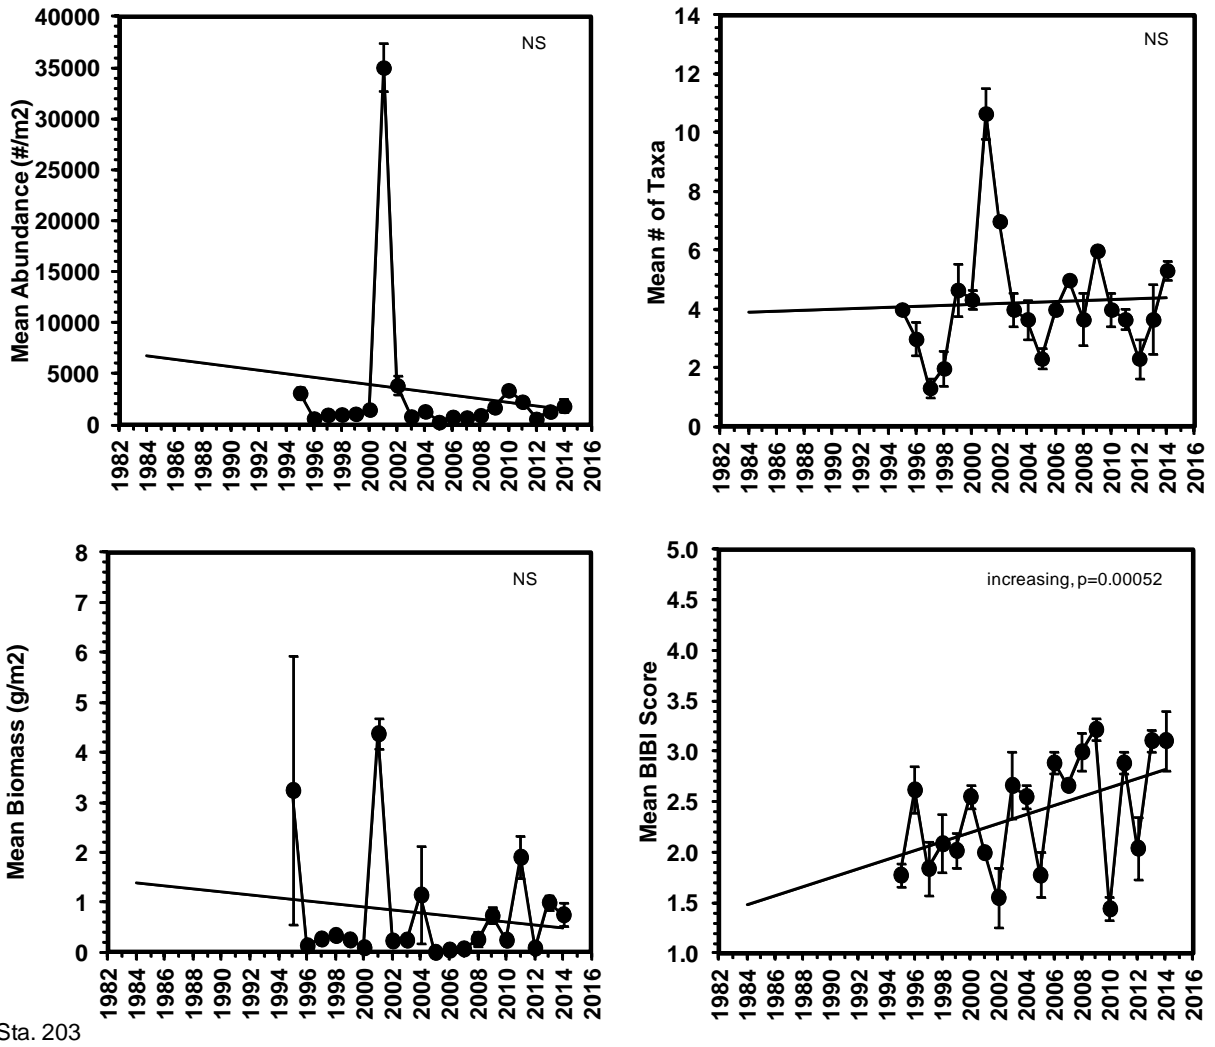 40000
35000
30000
25000
20000
15000
10000
5000
0
Mean Abundance (#/m2)
NS
1982 1984 1986 1988 1990 1992 1994 1996 1998 2000 2002 2004 2006 2008 2010 2012 2014 2016
14
12
10
8
6
4
2
0
Mean # of Taxa
NS
1982 1984 1986 1988 1990 1992 1994 1996 1998 2000 2002 2004 2006 2008 2010 2012 2014 2016
8
7
6
5
4
3
2
1
0
Mean Biomass (g/m2)
NS
1982 1984 1986 1988 1990 1992 1994 1996 1998 2000 2002 2004 2006 2008 2010 2012 2014 2016
5.0
4.5
4.0
3.5
3.0
2.5
2.0
1.5
1.0
Mean BIBI Score
increasing, p=0.00052
1982 1984 1986 1988 1990 1992 1994 1996 1998 2000 2002 2004 2006 2008 2010 2012 2014 2016
Sta. 203